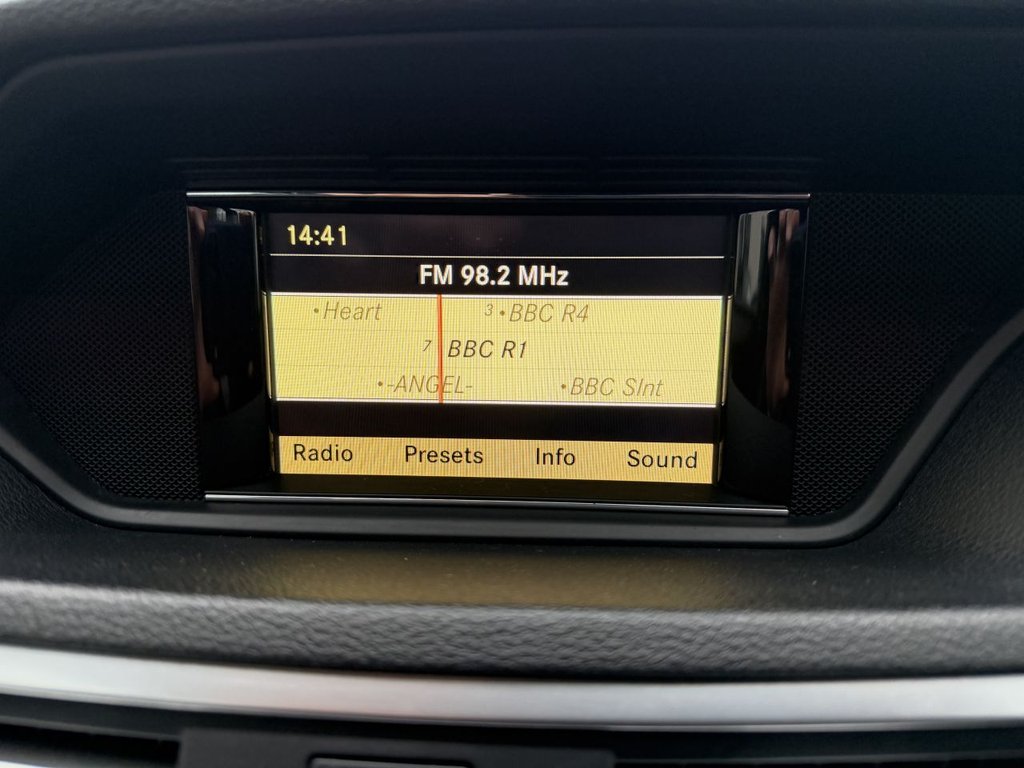 14:41
FM 98.2 MHz
•Heart 3 •BBC R4
7 BBC R1
•-ANGEL- •BBC SInt
Radio Presets Info Sound